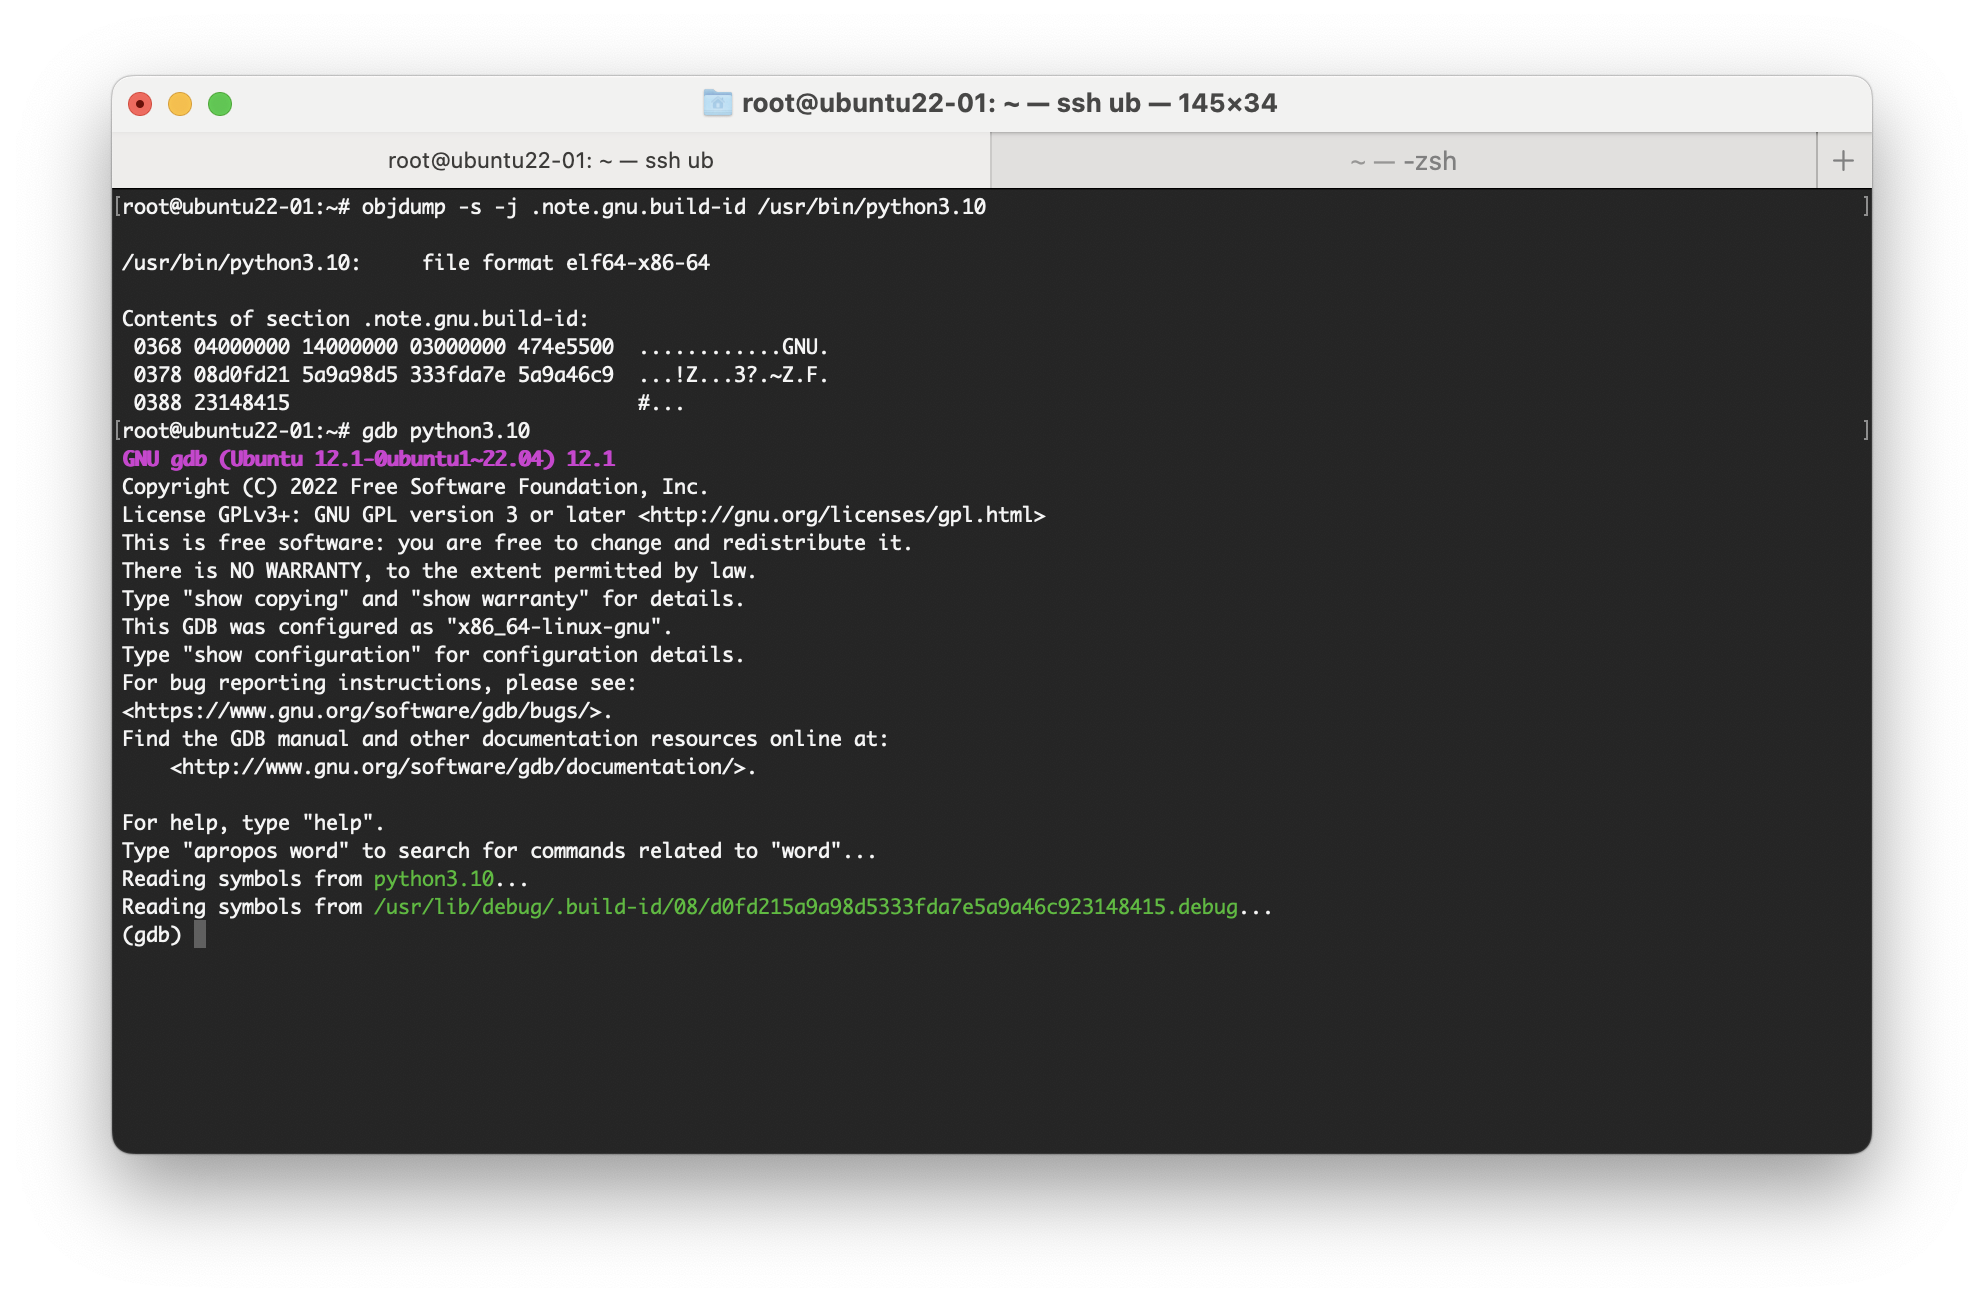 root@ubuntu22-01: ~ — ssh ub — 145×34
root@ubuntu22-01: ~ — ssh ub
~ — -zsh
[root@ubuntu22-01:~# objdump -s -j .note.gnu.build-id /usr/bin/python3.10 ]
/usr/bin/python3.10:     file format elf64-x86-64
Contents of section .note.gnu.build-id:
 0368 04000000 14000000 03000000 474e5500  ............GNU.
 0378 08d0fd21 5a9a98d5 333fda7e 5a9a46c9  ...!Z...3?.~Z.F.
 0388 23148415                             #...
[root@ubuntu22-01:~# gdb python3.10 ]
GNU gdb (Ubuntu 12.1-0ubuntu1~22.04) 12.1
Copyright (C) 2022 Free Software Foundation, Inc.
License GPLv3+: GNU GPL version 3 or later <http://gnu.org/licenses/gpl.html>
This is free software: you are free to change and redistribute it.
There is NO WARRANTY, to the extent permitted by law.
Type "show copying" and "show warranty" for details.
This GDB was configured as "x86_64-linux-gnu".
Type "show configuration" for configuration details.
For bug reporting instructions, please see:
<https://www.gnu.org/software/gdb/bugs/>.
Find the GDB manual and other documentation resources online at:
    <http://www.gnu.org/software/gdb/documentation/>.
For help, type "help".
Type "apropos word" to search for commands related to "word"...
Reading symbols from python3.10...
Reading symbols from /usr/lib/debug/.build-id/08/d0fd215a9a98d5333fda7e5a9a46c923148415.debug...
(gdb)